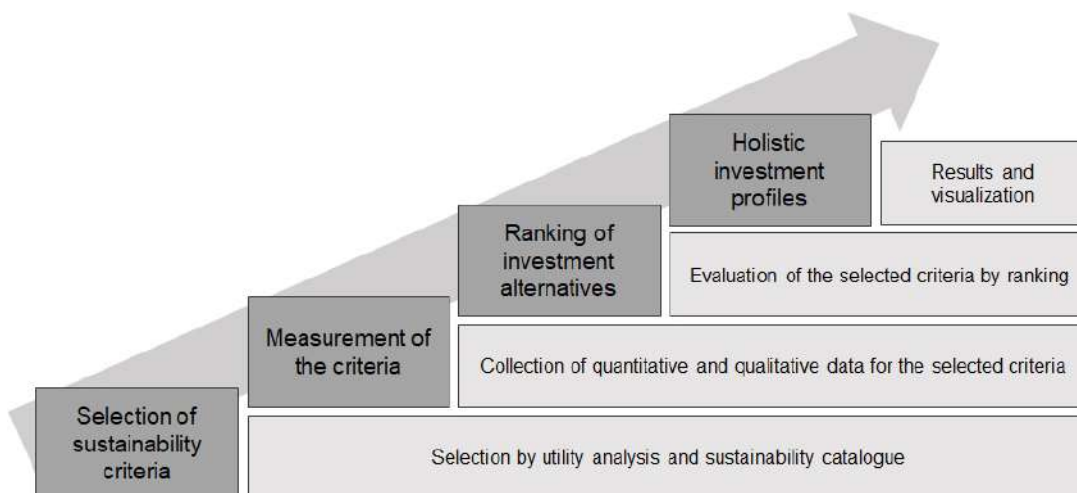 Holistic
investment
profiles
Results and
visualization
Ranking of
investment
alternatives
Evaluation of the selected criteria by ranking
Measurement of
the criteria
Collection of quantitative and qualitative data for the selected criteria
Selection of
sustainability
criteria
Selection by utility analysis and sustainability catalogue